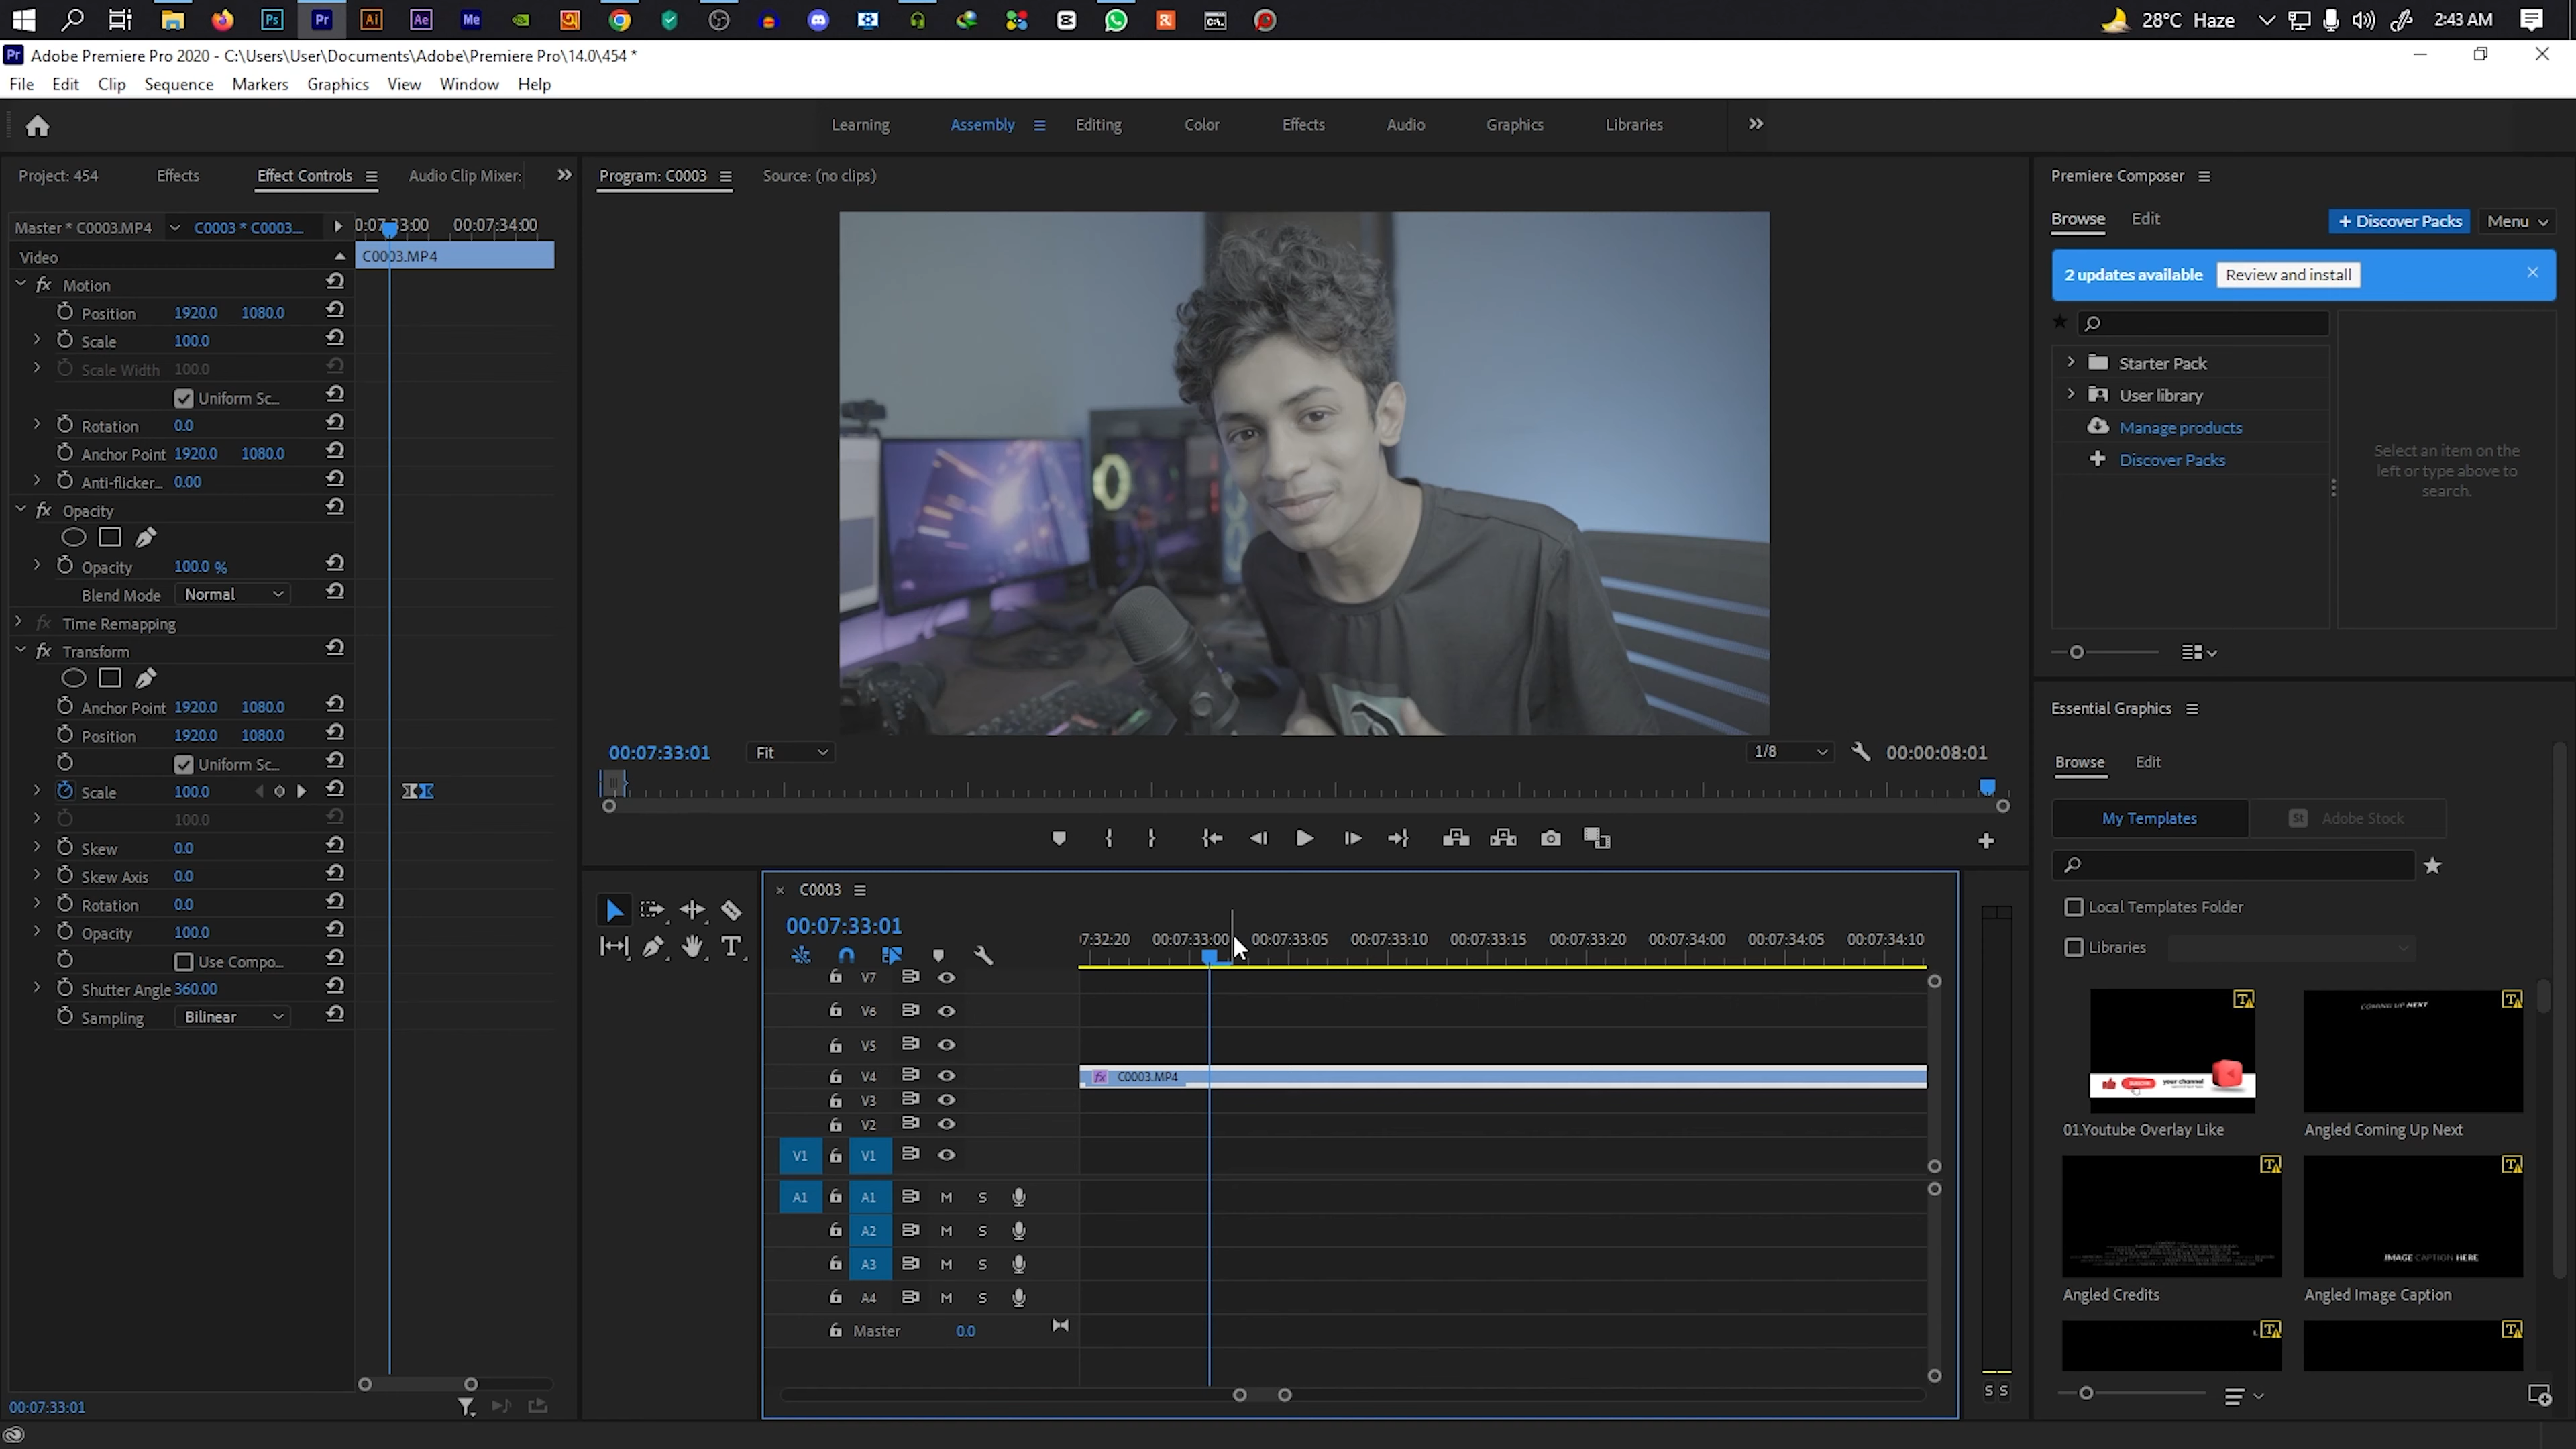 28°C Haze
2:43 AM
Adobe Premiere Pro 2020 - C:\Users\User\Documents\Adobe\Premiere Pro\14.0\454 *
File Edit Clip Sequence Markers Graphics View Window Help
Learning Assembly Editing Color Effects Audio Graphics Libraries
Project: 454 Effects Effect Controls Audio Clip Mixer:
Master * C0003.MP4 C0003 * C0003...
0:07:33:00 00:07:34:00
Video
C0003.MP4
fx Motion
Position 1920.0 1080.0
Scale 100.0
Scale Width 100.0
Uniform Sc...
Rotation 0.0
Anchor Point 1920.0 1080.0
Anti-flicker... 0.00
fx Opacity
Opacity 100.0 %
Blend Mode Normal
fx Time Remapping
fx Transform
Anchor Point 1920.0 1080.0
Position 1920.0 1080.0
Uniform Sc...
Scale 100.0
100.0
Skew 0.0
Skew Axis 0.0
Rotation 0.0
Opacity 100.0
Use Compo...
Shutter Angle 360.00
Sampling Bilinear
00:07:33:01
Program: C0003 Source: (no clips)
00:07:33:01 Fit 1/8 00:00:08:01
C0003
00:07:33:01
7:32:20 00:07:33:00 00:07:33:05 00:07:33:10 00:07:33:15 00:07:33:20 00:07:34:00 00:07:34:05 00:07:34:10
V7
V6
V5
V4 fx C0003.MP4
V3
V2
V1 V1
A1 A1 M S
A2 M S
A3 M S
A4 M S
Master 0.0
S S
Premiere Composer
Browse Edit + Discover Packs Menu
2 updates available Review and install
Starter Pack
User library
Manage products
Discover Packs
Select an item on the
left or type above to
search.
Essential Graphics
Browse Edit
My Templates St Adobe Stock
Local Templates Folder
Libraries
your channel
COMING UP NEXT
01.Youtube Overlay Like Angled Coming Up Next
IMAGE CAPTION HERE
Angled Credits Angled Image Caption